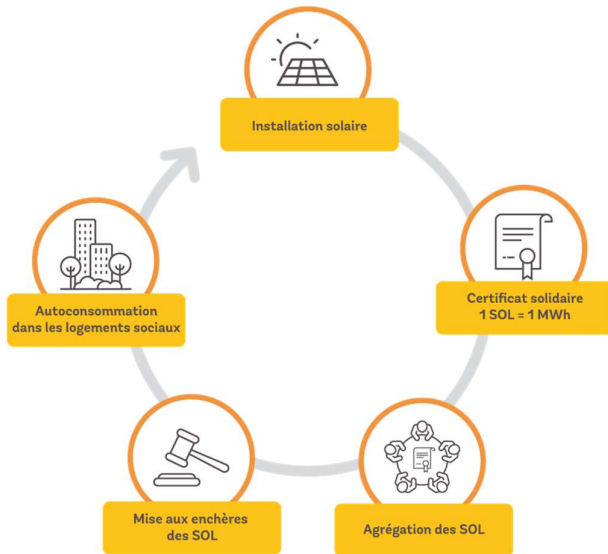 Installation solaire
Certificat solidaire
1 SOL = 1 MWh
Agrégation des SOL
Mise aux enchères
des SOL
Autoconsommation
dans les logements sociaux